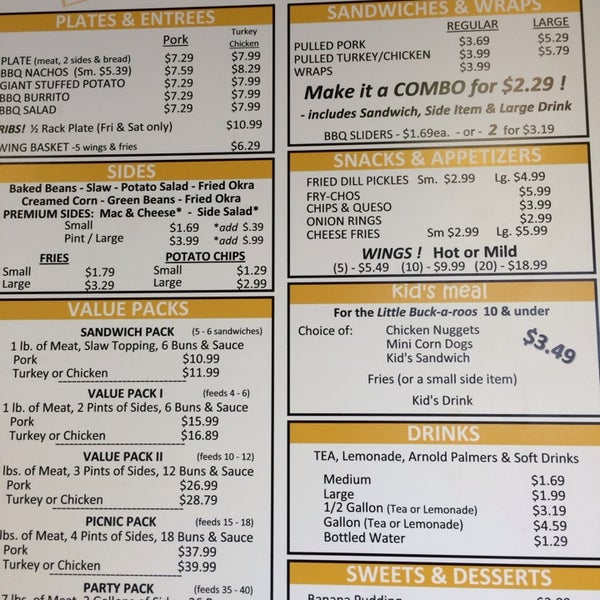 PLATES & ENTREES
Pork
Turkey
Chicken
PLATE (meat, 2 sides & bread) $7.29 $7.99
BBQ NACHOS (Sm. $5.39) $7.59 $8.29
GIANT STUFFED POTATO $7.29 $7.99
BBQ BURRITO $7.29 $7.99
BBQ SALAD $7.29 $7.99
RIBS! ½ Rack Plate (Fri & Sat only) $10.99
WING BASKET -5 wings & fries $6.29
SIDES
Baked Beans - Slaw - Potato Salad - Fried Okra
Creamed Corn - Green Beans - Fried Okra
PREMIUM SIDES: Mac & Cheese* - Side Salad*
Small $1.69 *add $.39
Pint / Large $3.99 *add $.99
FRIES POTATO CHIPS
Small $1.79 Small $1.29
Large $3.29 Large $2.99
VALUE PACKS
SANDWICH PACK (5 - 6 sandwiches)
1 lb. of Meat, Slaw Topping, 6 Buns & Sauce
Pork $10.99
Turkey or Chicken $11.99
VALUE PACK I (feeds 4 - 6)
1 lb. of Meat, 2 Pints of Sides, 6 Buns & Sauce
Pork $15.99
Turkey or Chicken $16.89
VALUE PACK II (feeds 10 - 12)
lbs. of Meat, 3 Pints of Sides, 12 Buns & Sauce
Pork $26.99
Turkey or Chicken $28.79
PICNIC PACK (feeds 15 - 18)
lbs. of Meat, 4 Pints of Sides, 18 Buns & Sauce
Pork $37.99
Turkey or Chicken $39.99
PARTY PACK (feeds 35 - 40)
SANDWICHES & WRAPS
REGULAR LARGE
PULLED PORK $3.69 $5.29
PULLED TURKEY/CHICKEN $3.99 $5.79
WRAPS $3.99
Make it a COMBO for $2.29 !
- includes Sandwich, Side Item & Large Drink
BBQ SLIDERS - $1.69ea. - or - 2 for $3.19
SNACKS & APPETIZERS
FRIED DILL PICKLES Sm. $2.99 Lg. $4.99
FRY-CHOS $5.99
CHIPS & QUESO $3.99
ONION RINGS $2.99
CHEESE FRIES Sm $2.99 Lg. $5.99
WINGS ! Hot or Mild
(5) - $5.49 (10) - $9.99 (20) - $18.99
Kid's meal
For the Little Buck-a-roos 10 & under
Choice of: Chicken Nuggets
Mini Corn Dogs
Kid's Sandwich
$3.49
Fries (or a small side item)
Kid's Drink
DRINKS
TEA, Lemonade, Arnold Palmers & Soft Drinks
Medium $1.69
Large $1.99
1/2 Gallon (Tea or Lemonade) $3.19
Gallon (Tea or Lemonade) $4.59
Bottled Water $1.29
SWEETS & DESSERTS
Banana Pudding